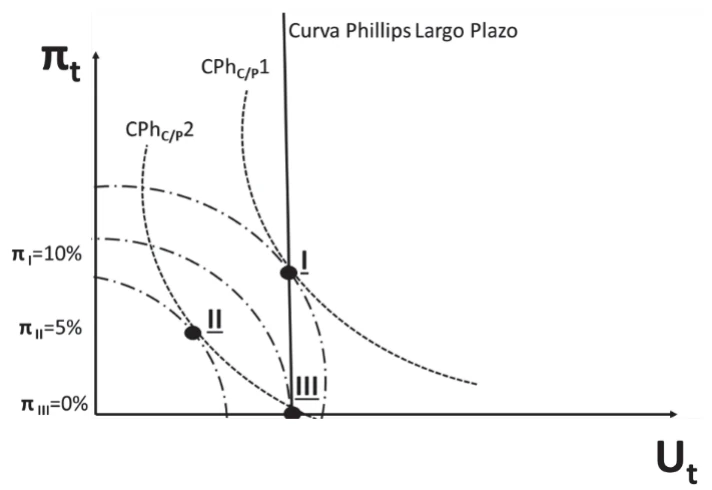 Curva Phillips Largo Plazo
πt
CPhC/P1
CPhC/P2
πI=10%
I
πII=5%
II
πIII=0%
III
Ut